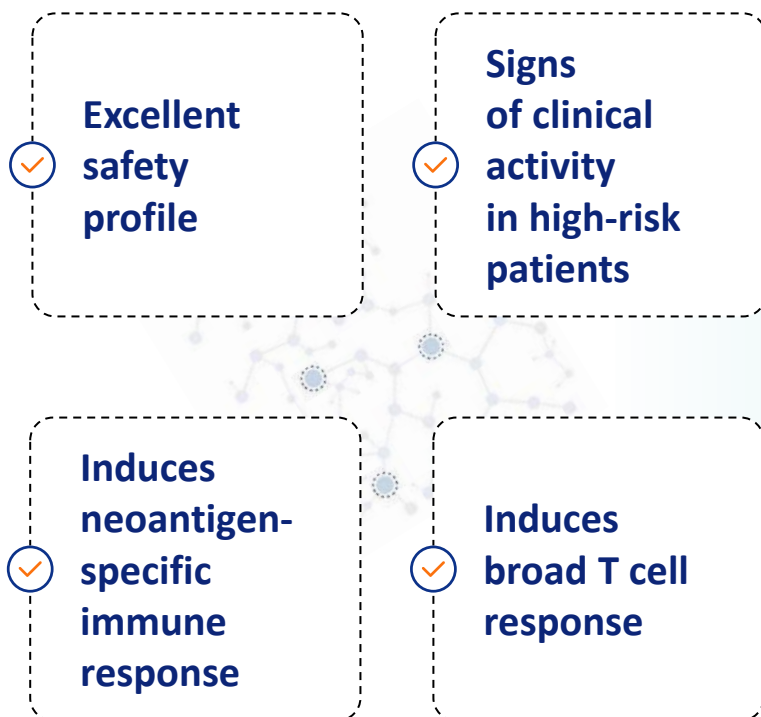 Excellent
safety
profile
Signs
of clinical
activity
in high-risk
patients
Induces
neoantigen-
specific
immune
response
Induces
broad T cell
response